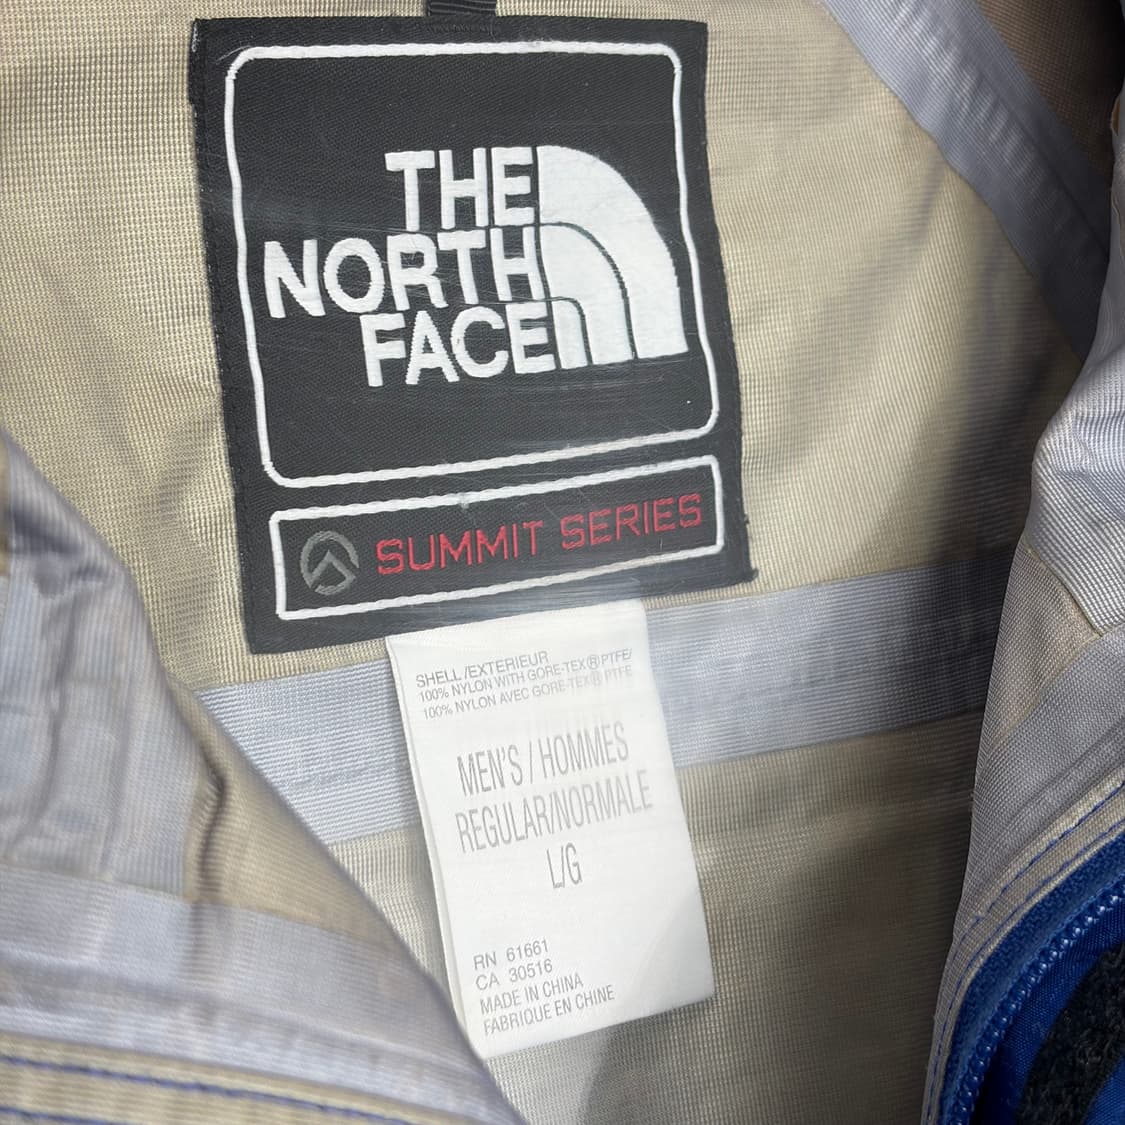 THE
NORTH
FACE
SUMMIT SERIES
SHELL/EXTERIEUR
100% NYLON WITH GORE-TEX® PTFE/
100% NYLON AVEC GORE-TEX® PTFE
MEN'S / HOMMES
REGULAR/NORMALE
L/G
RN 61661
CA 30516
MADE IN CHINA
FABRIQUE EN CHINE